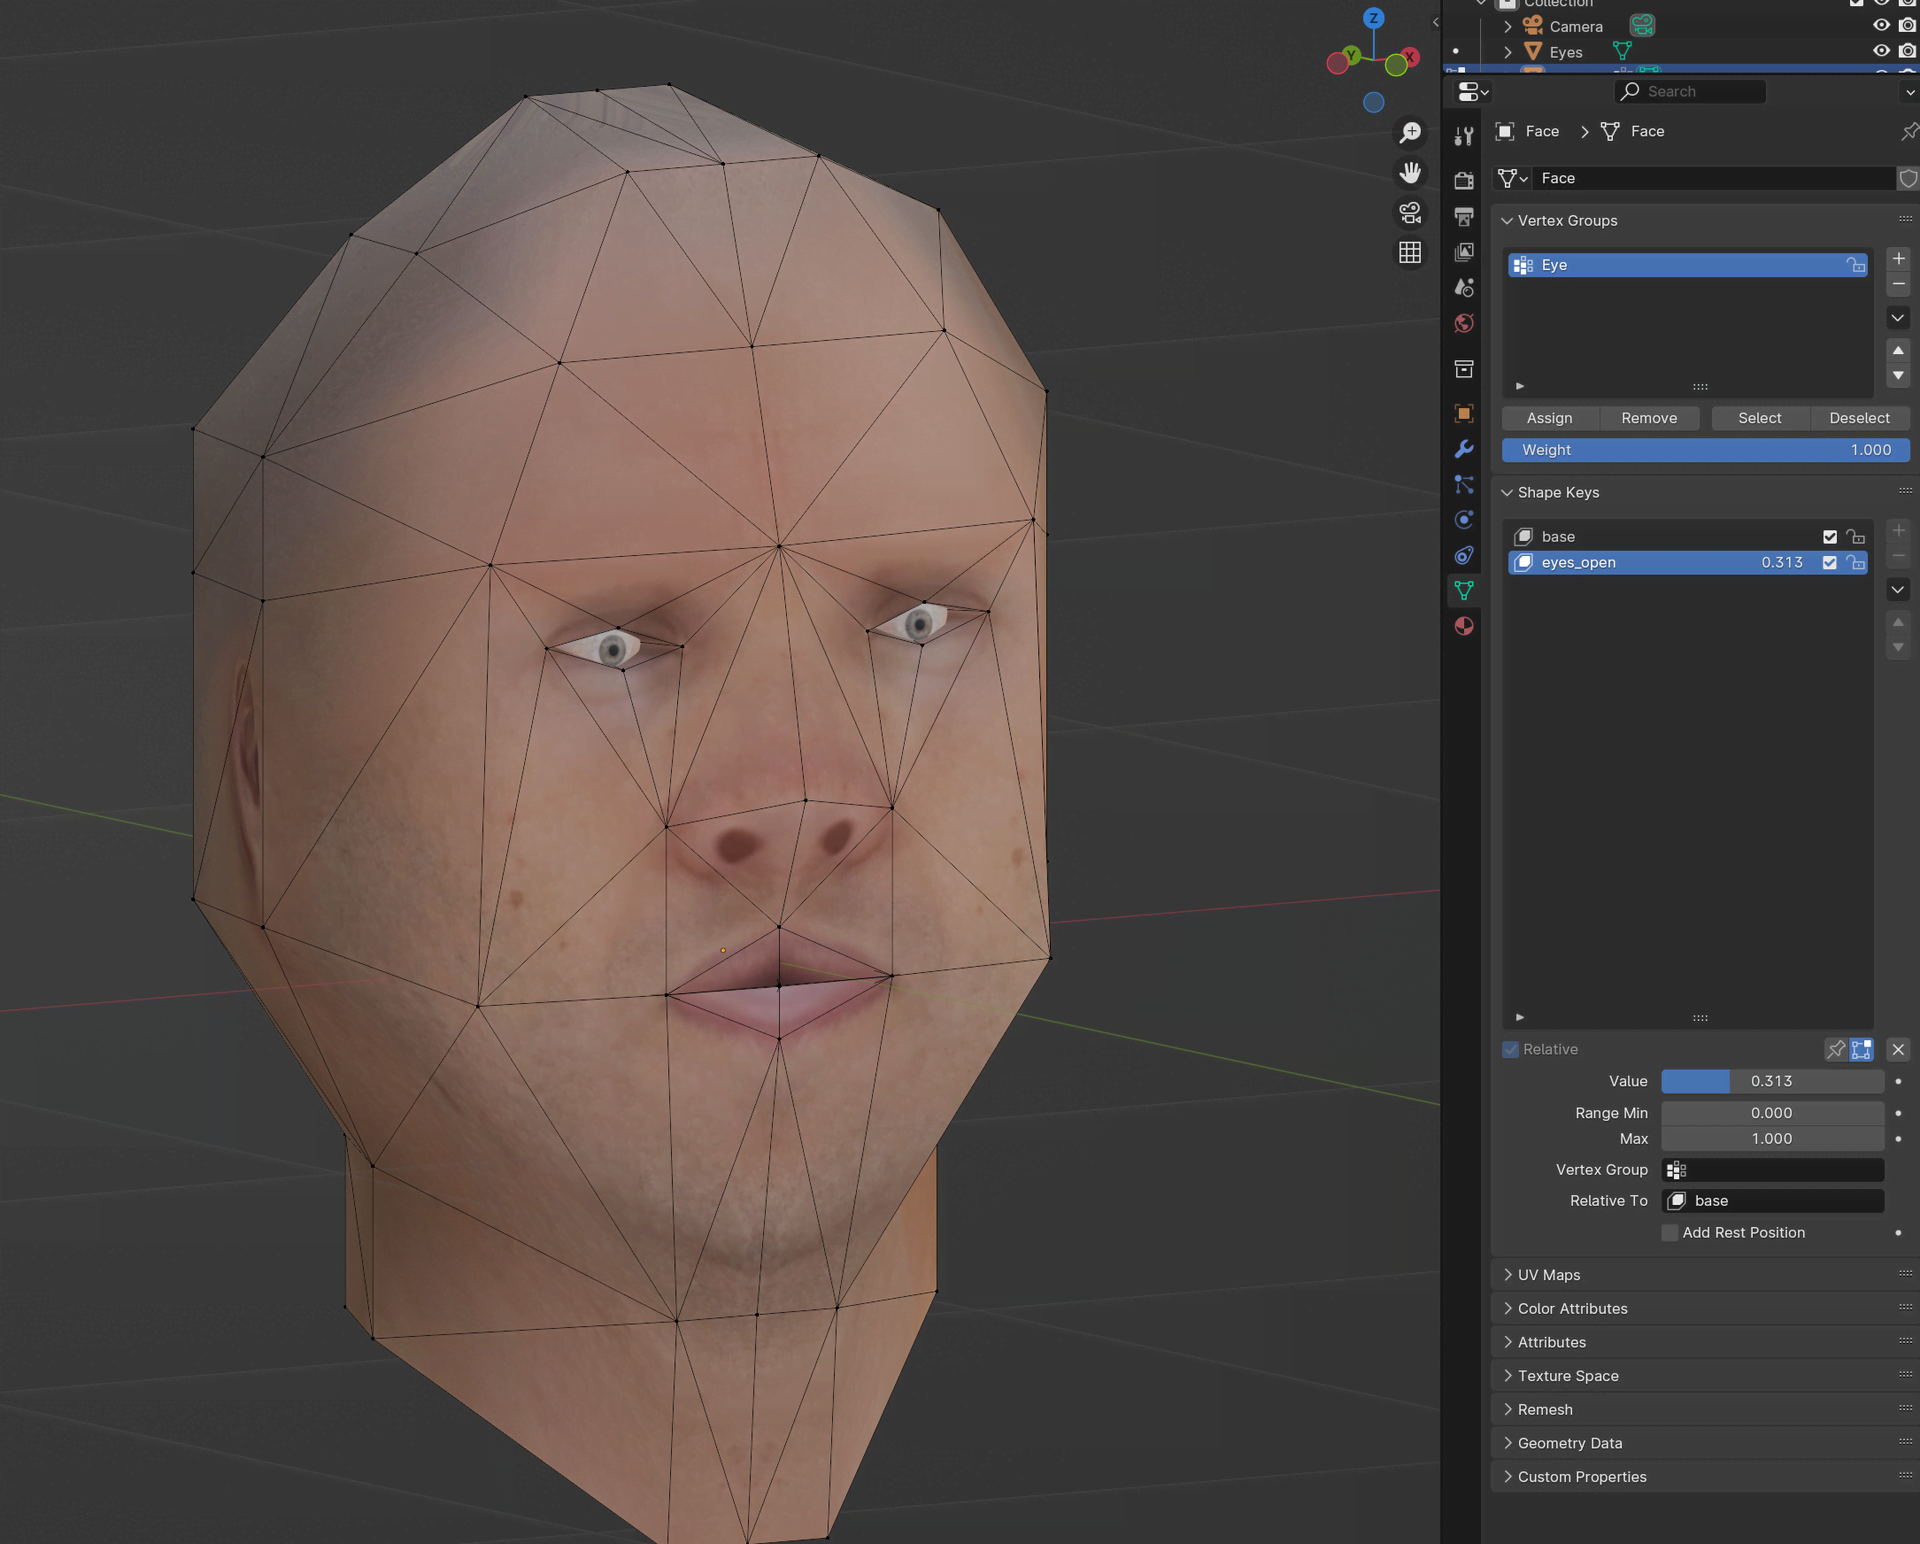 Collection
Camera
Eyes
Z
Y
X
Search
Face > Face
Face
Vertex Groups
Eye
Assign Remove Select Deselect
Weight 1.000
Shape Keys
base
eyes_open 0.313
Relative
Value 0.313
Range Min 0.000
Max 1.000
Vertex Group
Relative To base
Add Rest Position
UV Maps
Color Attributes
Attributes
Texture Space
Remesh
Geometry Data
Custom Properties